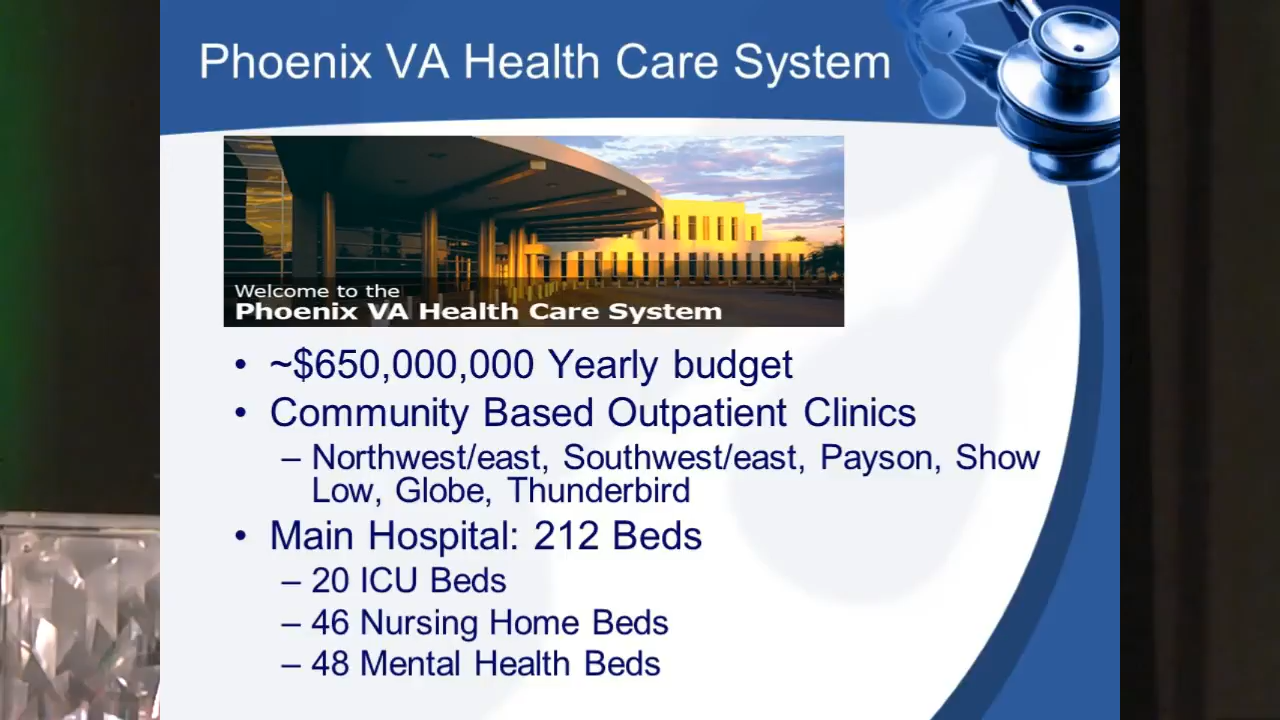 Phoenix VA Health Care System
Welcome to the
Phoenix VA Health Care System
• ~$650,000,000 Yearly budget
• Community Based Outpatient Clinics
– Northwest/east, Southwest/east, Payson, Show
Low, Globe, Thunderbird
• Main Hospital: 212 Beds
– 20 ICU Beds
– 46 Nursing Home Beds
– 48 Mental Health Beds